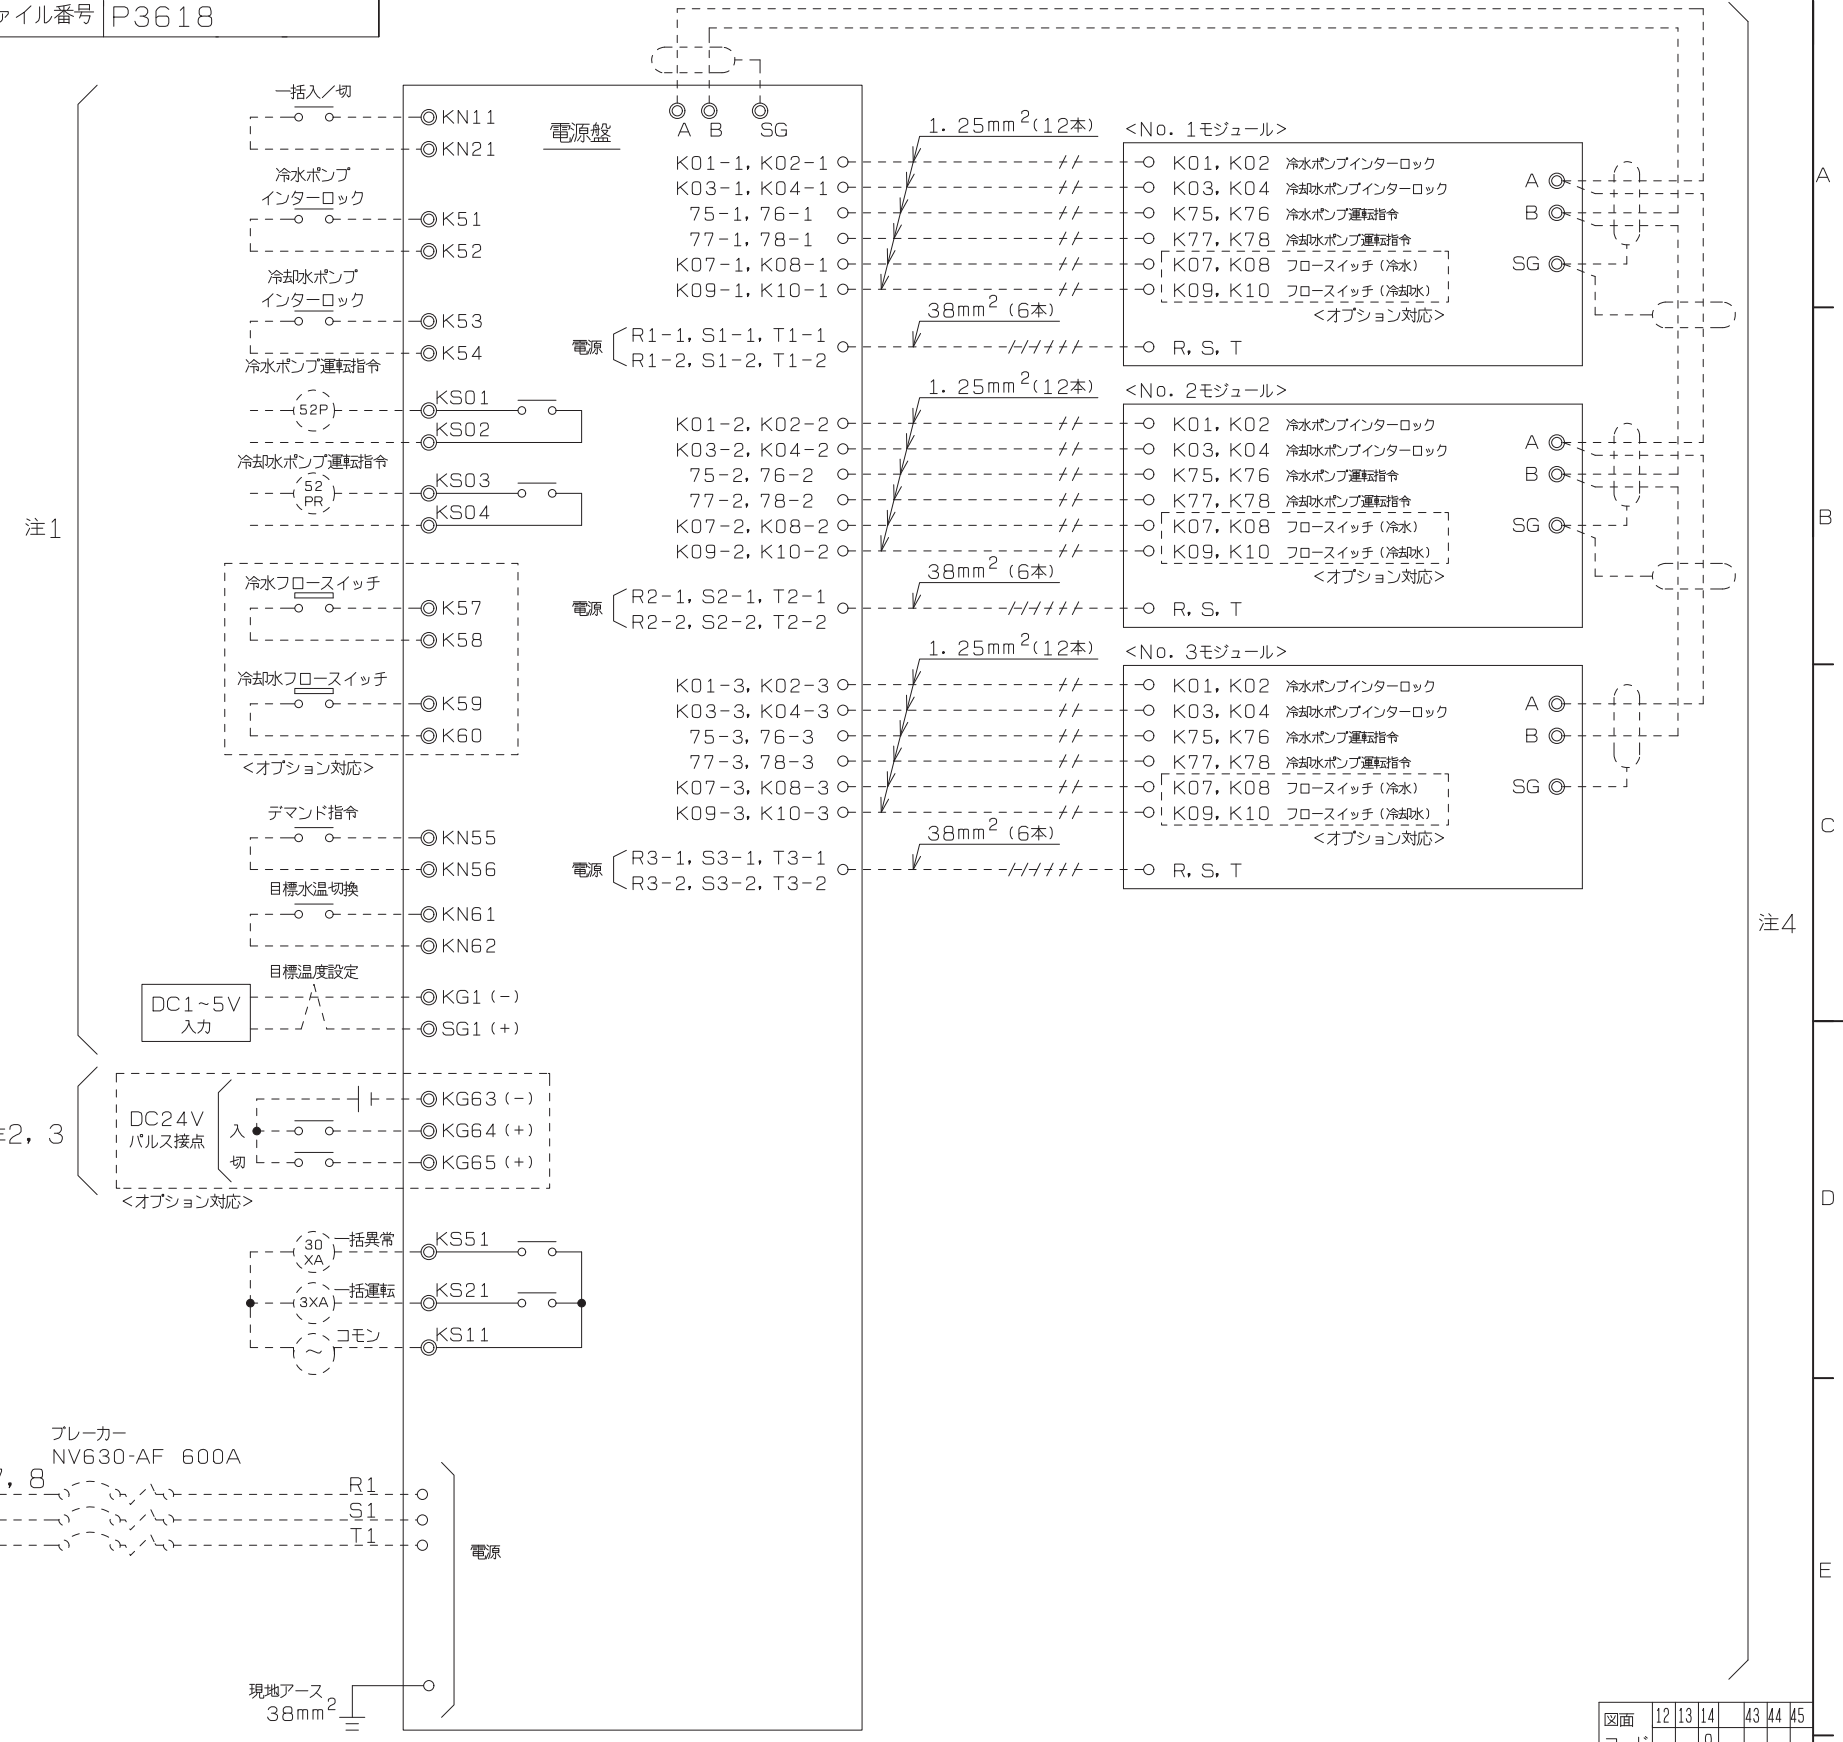 ァイル番号 P3618
一括入／切
KN11
KN21
冷水ポンプ
インターロック
K51
K52
冷却水ポンプ
インターロック
K53
K54
冷水ポンプ運転指令
52P
KS01
KS02
冷却水ポンプ運転指令
52
PR
KS03
KS04
注1
冷水フロースイッチ
K57
K58
冷却水フロースイッチ
K59
K60
<オプション対応>
デマンド指令
KN55
KN56
目標水温切換
KN61
KN62
目標温度設定
DC1~5V
入力
KG1 (-)
SG1 (+)
2, 3
DC24V
パルス接点
入
切
KG63 (-)
KG64 (+)
KG65 (+)
<オプション対応>
30
XA
一括異常
KS51
3XA
一括運転
KS21
～
コモン
KS11
ブレーカー
NV630-AF 600A
, 8
R1
S1
T1
電源
現地アース
38mm2
電源盤
A B SG
K01-1, K02-1
K03-1, K04-1
75-1, 76-1
77-1, 78-1
K07-1, K08-1
K09-1, K10-1
電源
R1-1, S1-1, T1-1
R1-2, S1-2, T1-2
1. 25mm2(12本)
38mm2 (6本)
<No. 1モジュール>
K01, K02 冷水ポンプインターロック
K03, K04 冷却水ポンプインターロック
K75, K76 冷水ポンプ運転指令
K77, K78 冷却水ポンプ運転指令
K07, K08 フロースイッチ (冷水)
K09, K10 フロースイッチ (冷却水)
<オプション対応>
R, S, T
A
B
SG
K01-2, K02-2
K03-2, K04-2
75-2, 76-2
77-2, 78-2
K07-2, K08-2
K09-2, K10-2
電源
R2-1, S2-1, T2-1
R2-2, S2-2, T2-2
1. 25mm2(12本)
38mm2 (6本)
<No. 2モジュール>
K01, K02 冷水ポンプインターロック
K03, K04 冷却水ポンプインターロック
K75, K76 冷水ポンプ運転指令
K77, K78 冷却水ポンプ運転指令
K07, K08 フロースイッチ (冷水)
K09, K10 フロースイッチ (冷却水)
<オプション対応>
R, S, T
A
B
SG
K01-3, K02-3
K03-3, K04-3
75-3, 76-3
77-3, 78-3
K07-3, K08-3
K09-3, K10-3
電源
R3-1, S3-1, T3-1
R3-2, S3-2, T3-2
1. 25mm2(12本)
38mm2 (6本)
<No. 3モジュール>
K01, K02 冷水ポンプインターロック
K03, K04 冷却水ポンプインターロック
K75, K76 冷水ポンプ運転指令
K77, K78 冷却水ポンプ運転指令
K07, K08 フロースイッチ (冷水)
K09, K10 フロースイッチ (冷却水)
<オプション対応>
R, S, T
A
B
SG
注4
A
B
C
D
E
図面 12 13 14 43 44 45